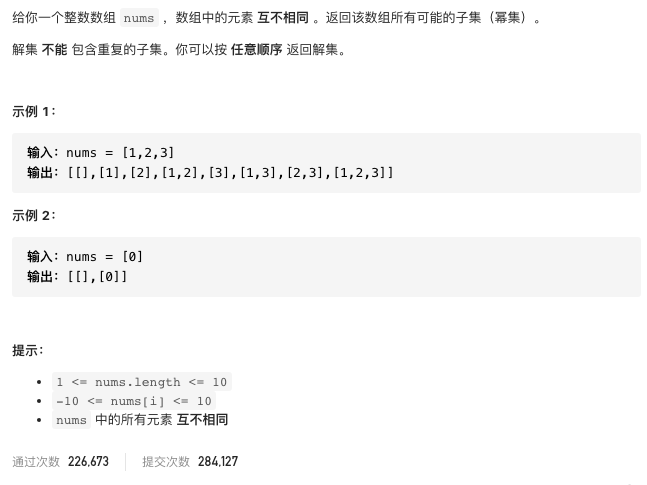 给你一个整数数组 nums ，数组中的元素 互不相同 。返回该数组所有可能的子集（幂集）。
解集 不能 包含重复的子集。你可以按 任意顺序 返回解集。
示例 1：
输入：nums = [1,2,3]
输出：[[],[1],[2],[1,2],[3],[1,3],[2,3],[1,2,3]]
示例 2：
输入：nums = [0]
输出：[[],[0]]
提示：
• 1 <= nums.length <= 10
• -10 <= nums[i] <= 10
• nums 中的所有元素 互不相同
通过次数 226,673 提交次数 284,127